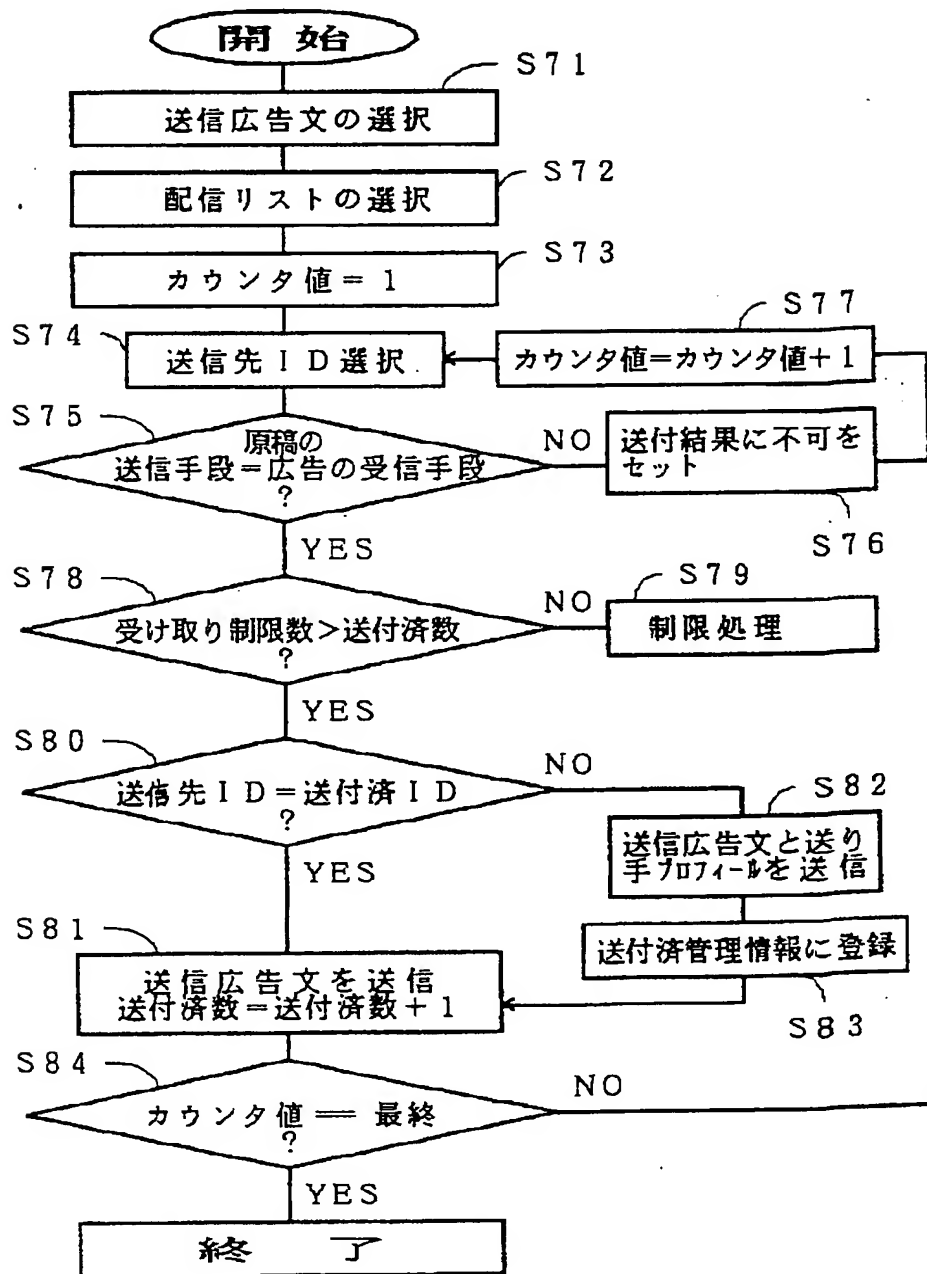 開始
S71
送信広告文の選択
S72
配信リストの選択
S73
カウンタ値=1
S74
送信先ID選択
S77
カウンタ値=カウンタ値+1
S75
原稿の
送信手段=広告の受信手段
?
NO
送付結果に不可を
セット
S76
YES
S78
受け取り制限数>送付済数
?
NO
S79
制限処理
YES
S80
送信先ID=送付済ID
?
NO
S82
送信広告文と送り
手プロフィールを送信
YES
送付済管理情報に登録
S83
S81
送信広告文を送信
送付済数=送付済数+1
S84
カウンタ値==最終
?
NO
YES
終了